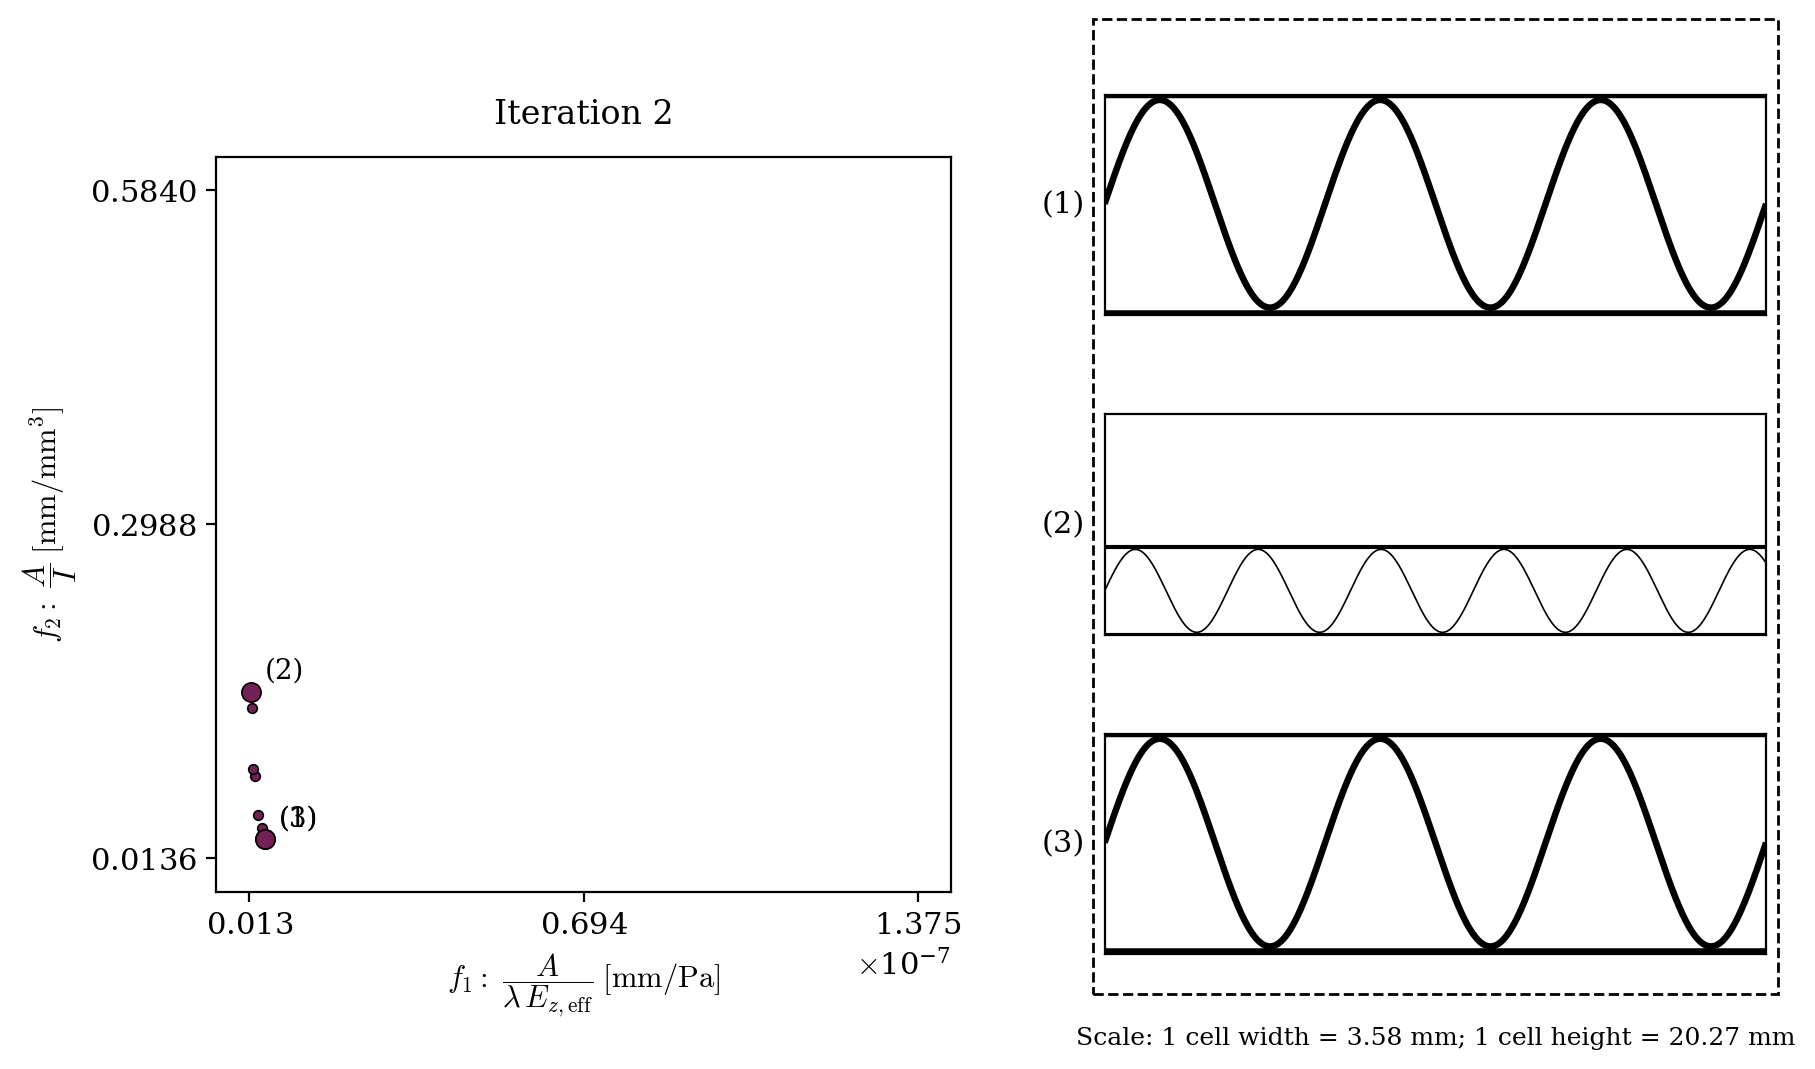 Iteration 2
0.5840
0.2988
0.0136
f₂ : A/I [mm/mm³]
(2)
(1)
(3)
0.013 0.694 1.375
×10⁻⁷
f₁ : A/(λ E_z, eff) [mm/Pa]
(1)
(2)
(3)
Scale: 1 cell width = 3.58 mm; 1 cell height = 20.27 mm